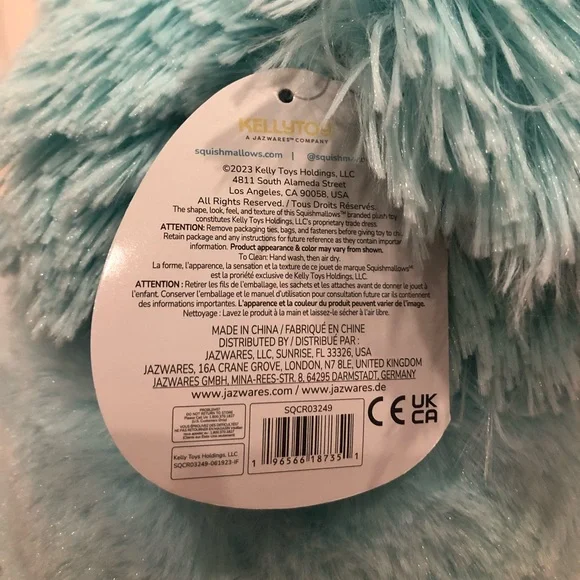 KELLYTOY
A JAZWARES™ COMPANY
squishmallows.com | @squishm
©2023 Kelly Toys Holdings, LLC
4811 South Alameda Street
Los Angeles, CA 90058, USA
All Rights Reserved. / Tous Droits Réservés.
The shape, look, feel, and texture of this Squishmallows™ branded plush toy
constitutes Kelly Toys Holdings, LLC's proprietary trade dress.
ATTENTION: Remove packaging ties, bags, and fasteners before giving toy to chi
Retain package and any instructions for future reference as they contain important
information. Product appearance & color may vary from shown.
To Clean: Hand wash, then air dry.
La forme, l'apparence, la sensation et la texture de ce jouet de marque Squishmallows™
est la propriété exclusive de Kelly Toys Holdings, LLC.
ATTENTION : Retirer les fils de l'emballage, les sachets et les attaches avant de donner le jouet à
l'enfant. Conserver l'emballage et le manuel d'utilisation pour consultation future car ils contiennent
des informations importantes. L'apparence et la couleur du produit peuvent varier de l'image.
Nettoyage : Lavez le produit à la main et laissez-le sécher à l'air libre.
MADE IN CHINA / FABRIQUÉ EN CHINE
DISTRIBUTED BY / DISTRIBUÉ PAR :
JAZWARES, LLC, SUNRISE, FL 33326, USA
JAZWARES, 16A CRANE GROVE, LONDON, N7 8LE, UNITED KINGDOM
JAZWARES GMBH, MINA-REES-STR. 8, 64295 DARMSTADT, GERMANY
www.jazwares.com / www.jazwares.de
PROBLEMS?
DO NOT RETURN TO STORE
Kelly Toys Holdings, LLC
SQCR03249-061923-IF
SQCR03249
1 96566 18735 1
CE UK CA